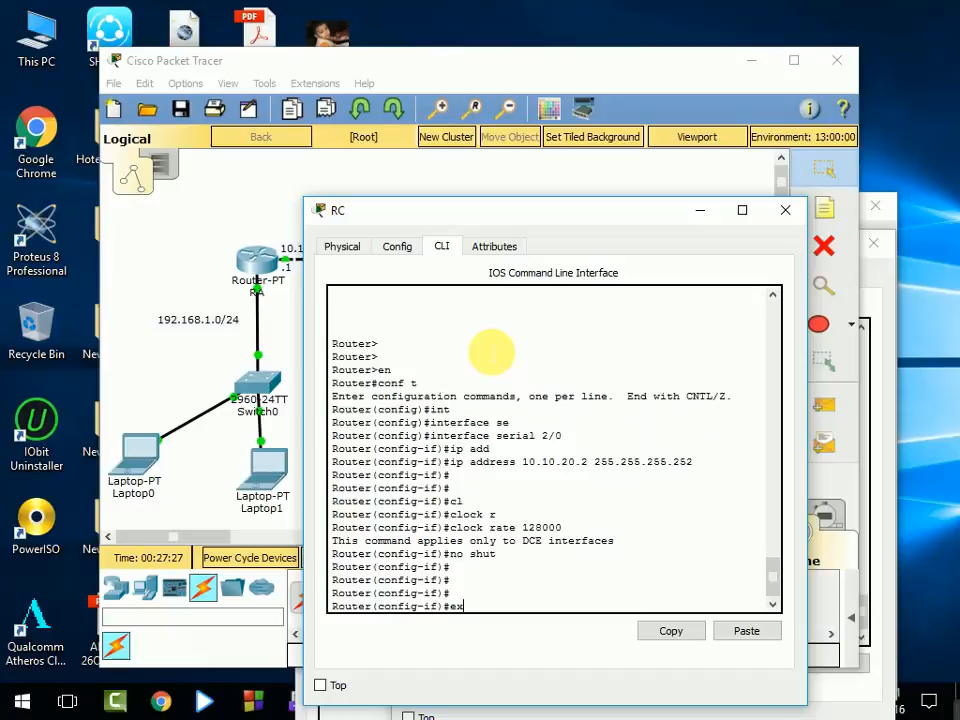 This PC
PDF
Google
Chrome
Proteus 8
Professional
Recycle Bin
IObit
Uninstaller
PowerISO
Qualcomm
Atheros Cl...
Cisco Packet Tracer
File Edit Options View Tools Extensions Help
Logical Back [Root] New Cluster Move Object Set Tiled Background Viewport Environment: 13:00:00
Router-PT
RA
.1
192.168.1.0/24
2960-24TT
Switch0
Laptop-PT
Laptop0
Laptop-PT
Laptop1
Time: 00:27:27 Power Cycle Devices
RC
Physical Config CLI Attributes
IOS Command Line Interface
Router>
Router>
Router>en
Router#conf t
Enter configuration commands, one per line. End with CNTL/Z.
Router(config)#int
Router(config)#interface se
Router(config)#interface serial 2/0
Router(config-if)#ip add
Router(config-if)#ip address 10.10.20.2 255.255.255.252
Router(config-if)#
Router(config-if)#
Router(config-if)#cl
Router(config-if)#clock r
Router(config-if)#clock rate 128000
This command applies only to DCE interfaces
Router(config-if)#no shut
Router(config-if)#
Router(config-if)#
Router(config-if)#
Router(config-if)#ex
Copy Paste
Top
Top